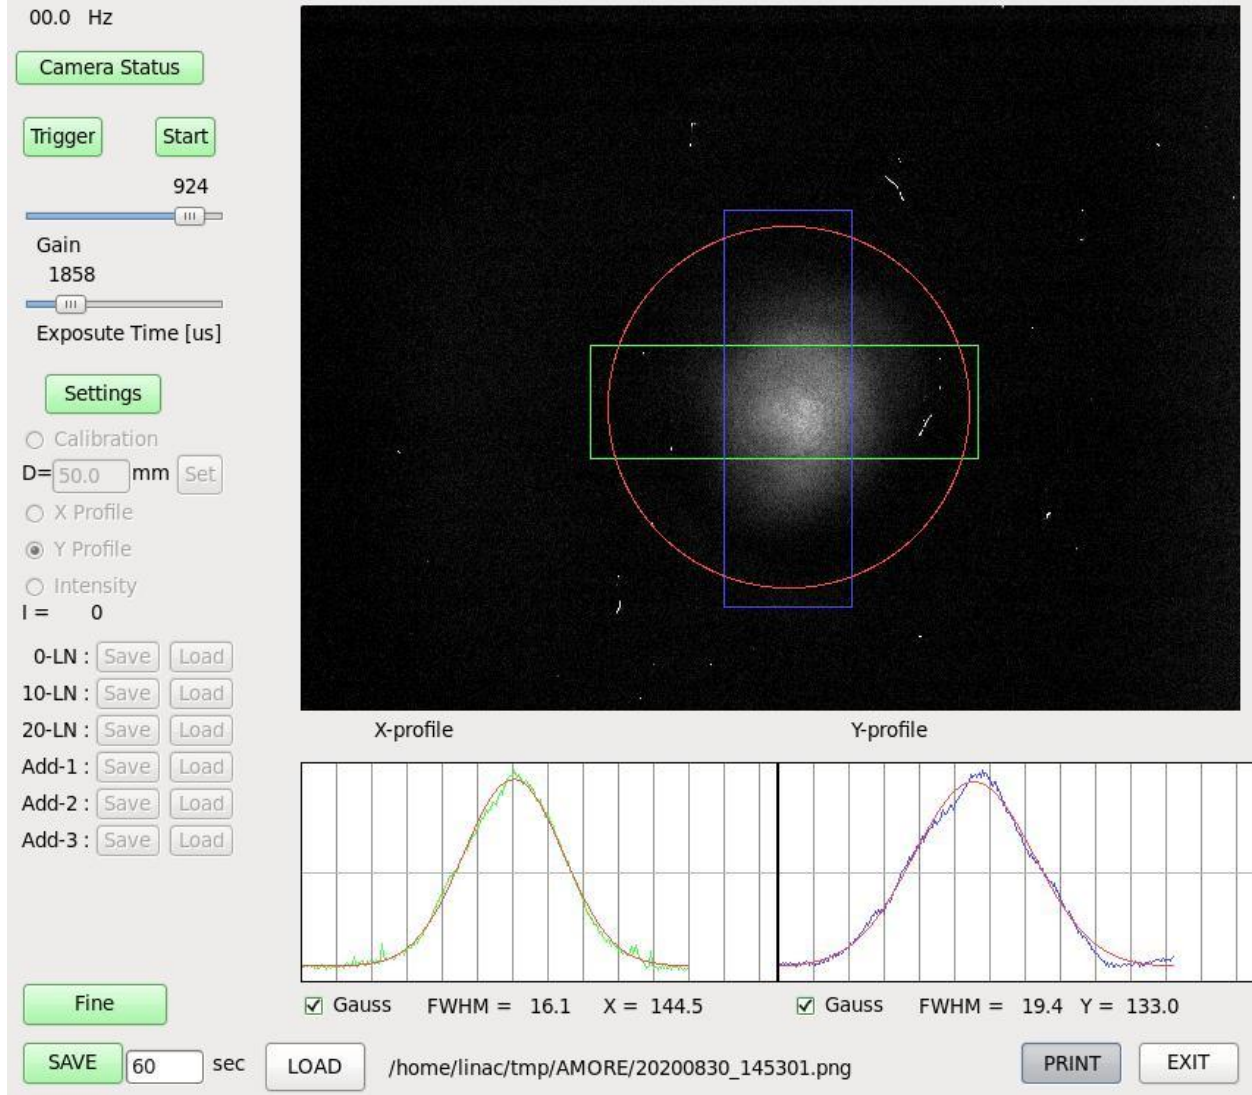 00.0 Hz
Camera Status
Trigger Start
924
Gain
1858
Exposute Time [us]
Settings
Calibration
D= 50.0 mm Set
X Profile
Y Profile
Intensity
I = 0
0-LN : Save Load
10-LN : Save Load
20-LN : Save Load
Add-1 : Save Load
Add-2 : Save Load
Add-3 : Save Load
X-profile Y-profile
Gauss FWHM = 16.1 X = 144.5 Gauss FWHM = 19.4 Y = 133.0
Fine
SAVE 60 sec LOAD /home/linac/tmp/AMORE/20200830_145301.png PRINT EXIT